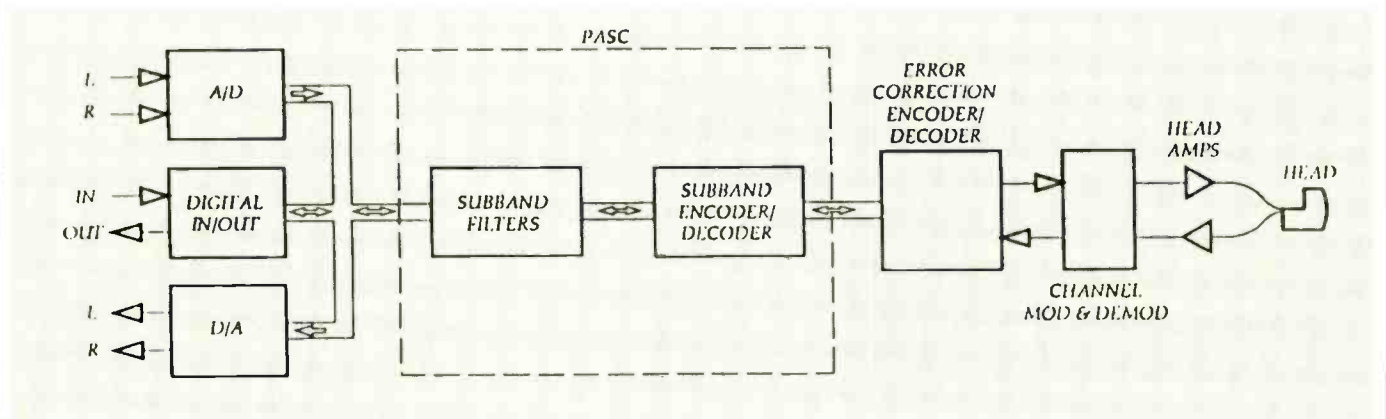 PASC
L
R
A/D
IN
OUT
DIGITAL
IN/OUT
L
R
D/A
SUBBAND
FILTERS
SUBBAND
ENCODER/
DECODER
ERROR
CORRECTION
ENCODER/
DECODER
CHANNEL
MOD & DEMOD
HEAD
AMPS
HEAD